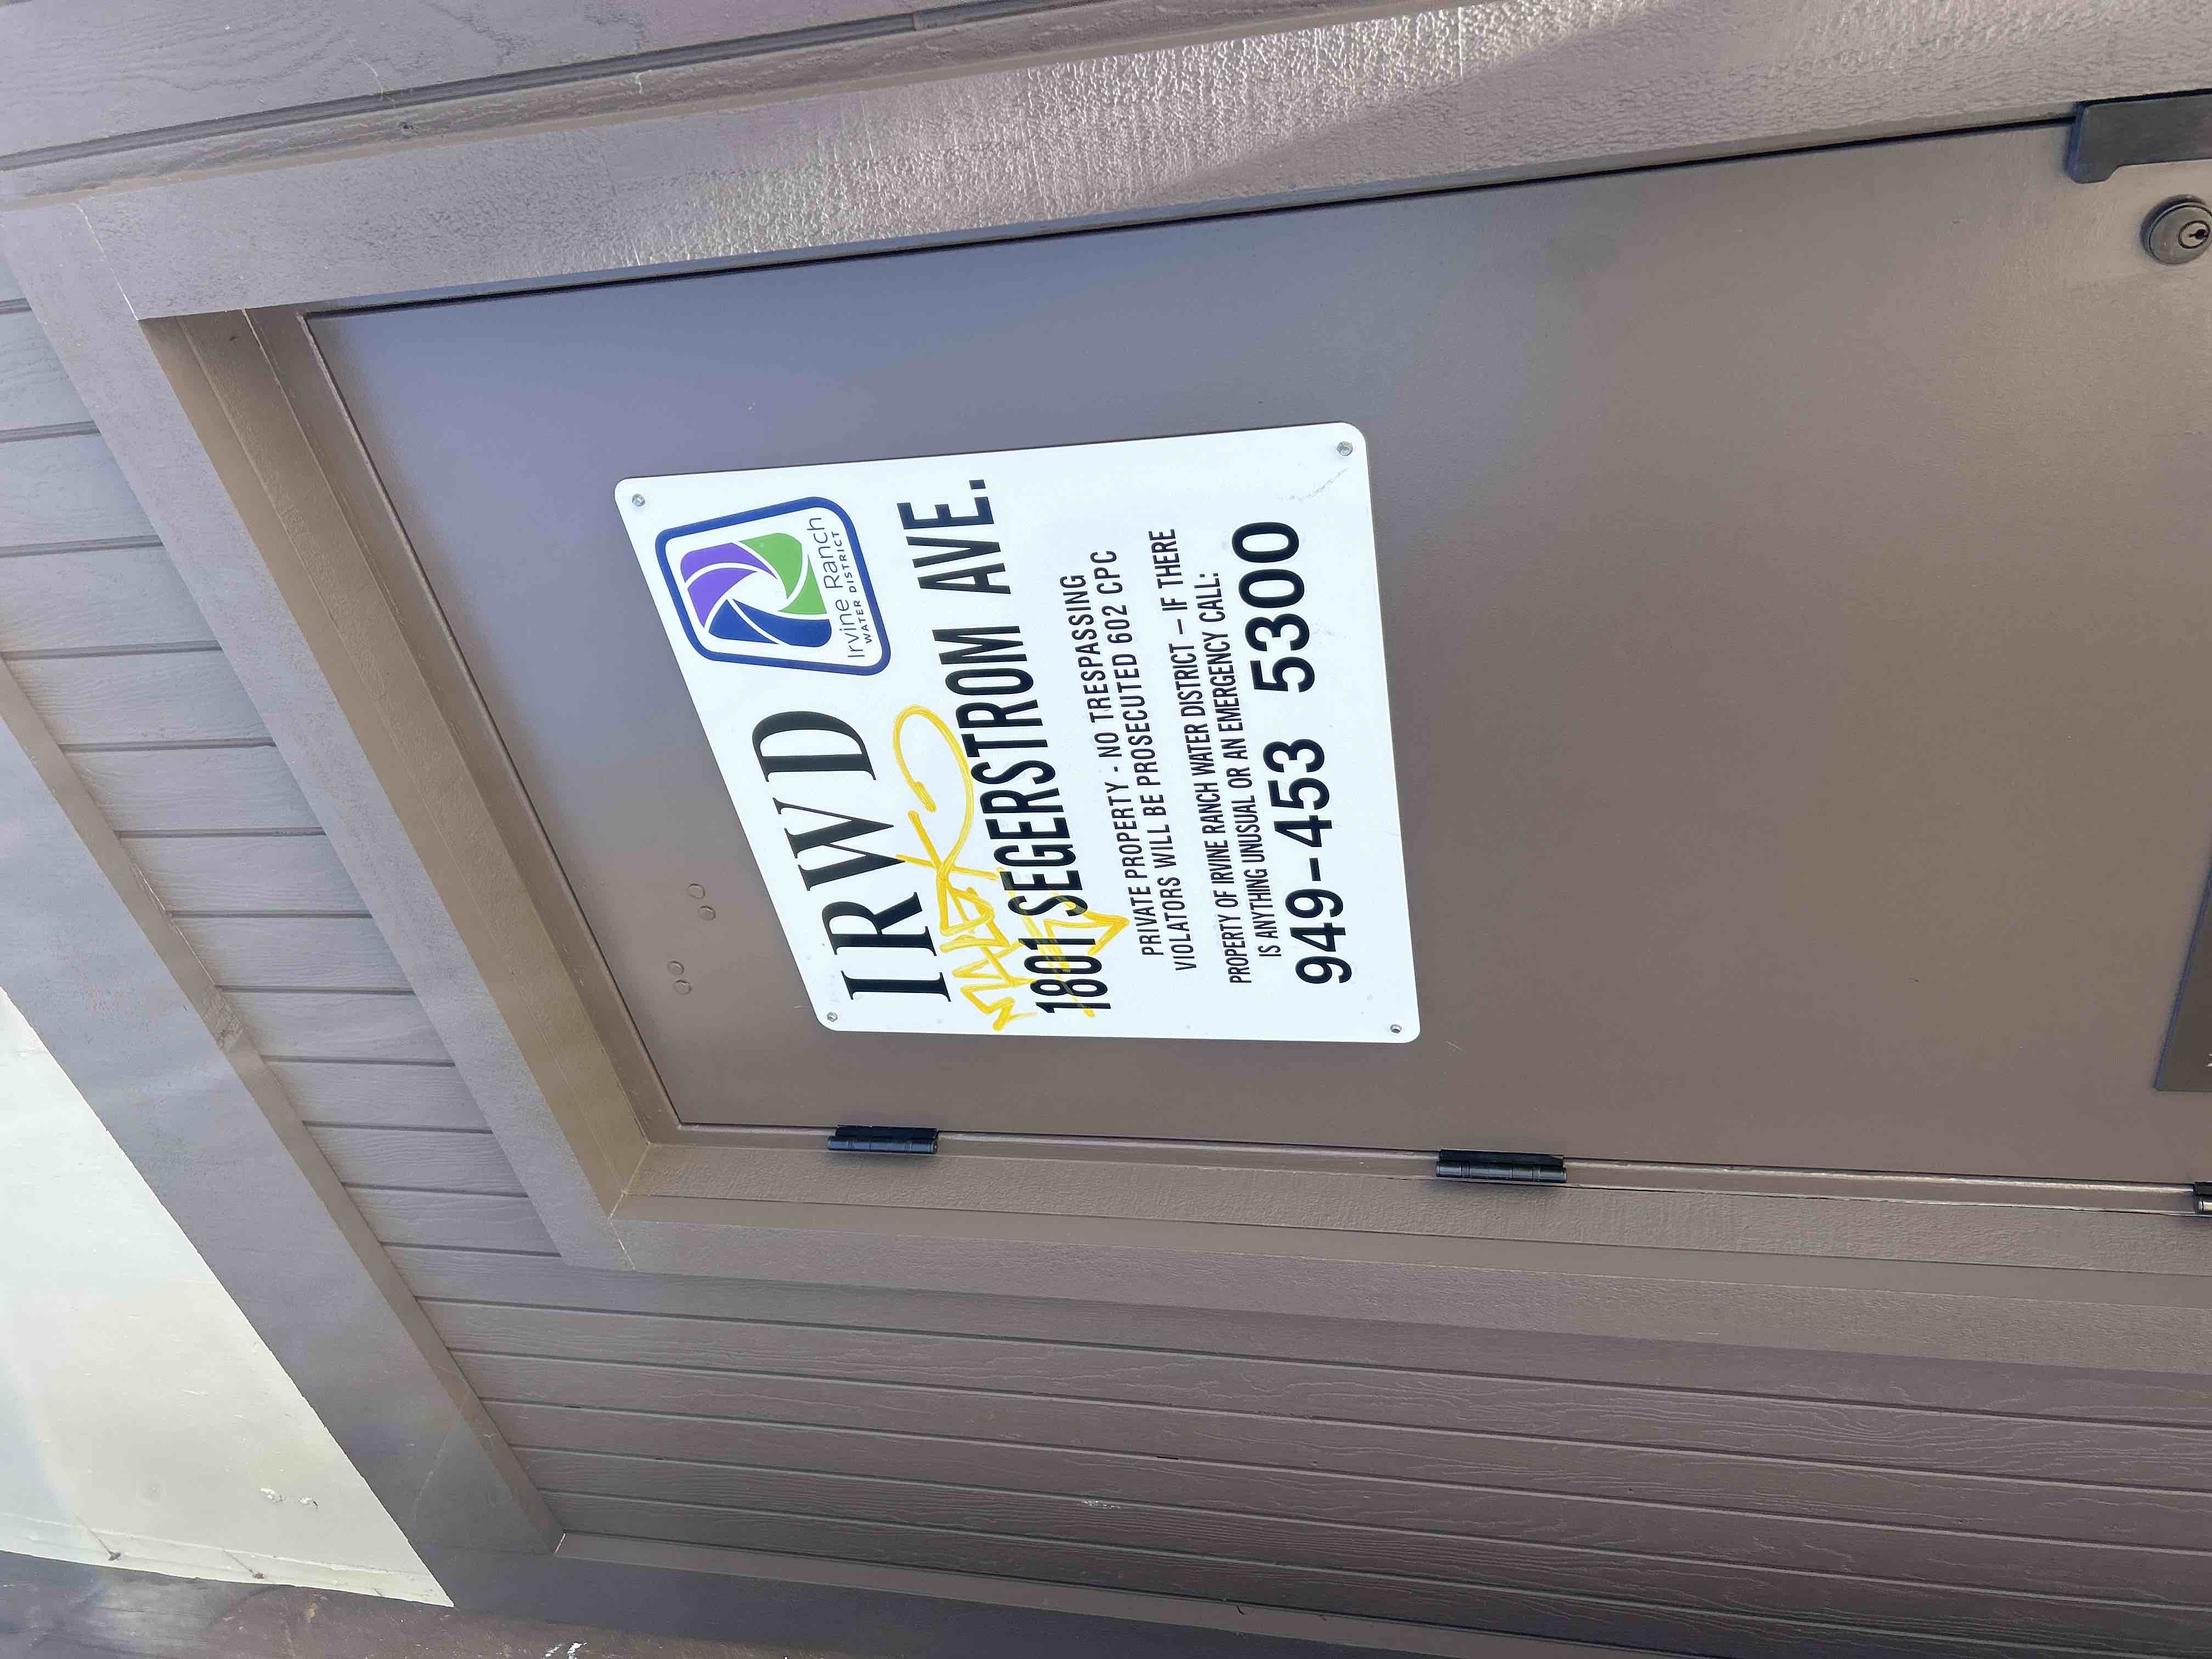 IRWD
Irvine Ranch
WATER DISTRICT
1801 SEGERSTROM AVE.
PRIVATE PROPERTY - NO TRESPASSING
VIOLATORS WILL BE PROSECUTED 602 CPC
PROPERTY OF IRVINE RANCH WATER DISTRICT – IF THERE
IS ANYTHING UNUSUAL OR AN EMERGENCY CALL:
949-453 5300